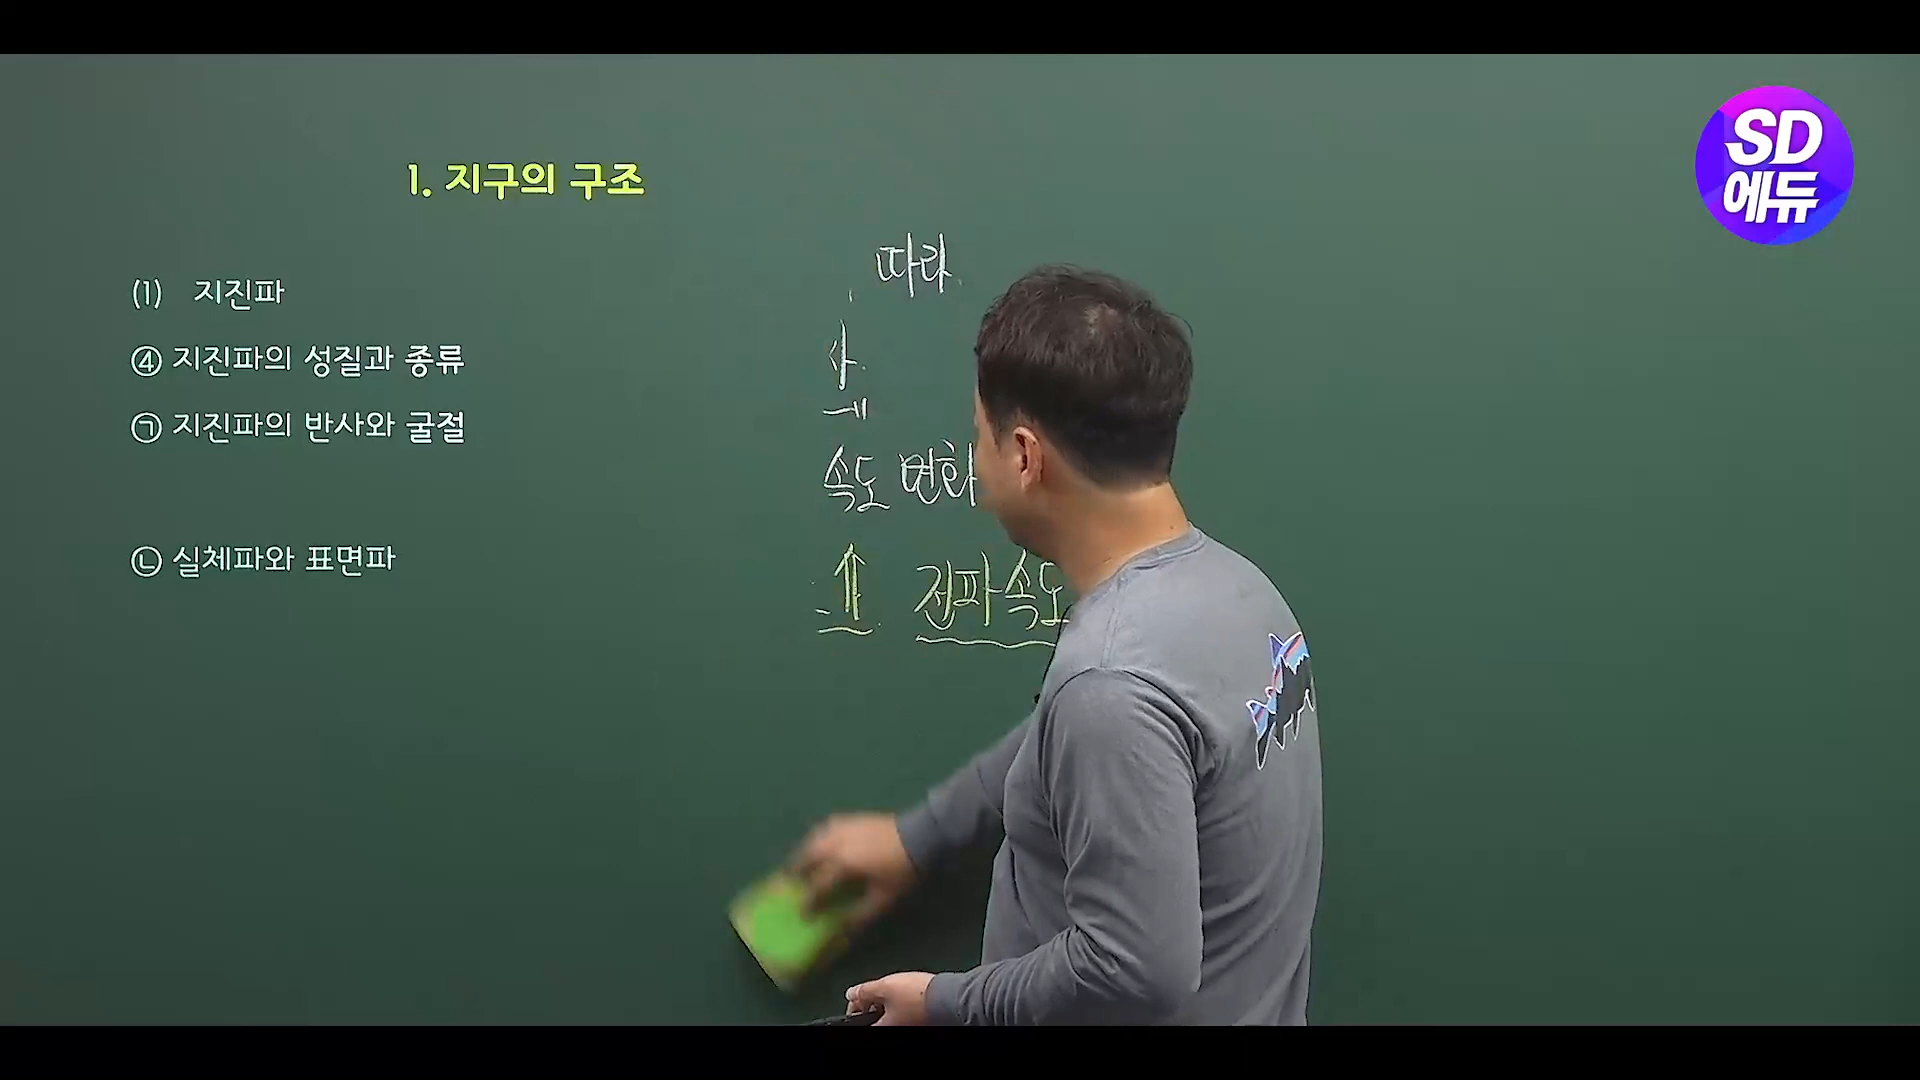 SD
에듀
1. 지구의 구조
(1) 지진파
④ 지진파의 성질과 종류
㉠ 지진파의 반사와 굴절
㉡ 실체파와 표면파
따라
속도 변화
⇑ 전파속도